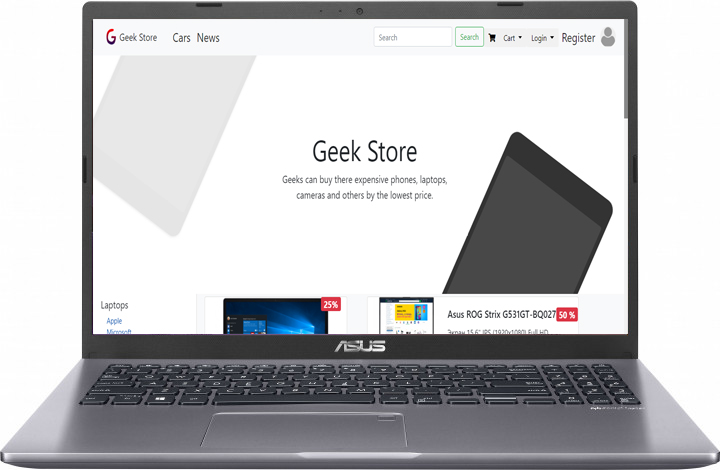 Geek Store Cars News Search Search Cart Login Register
Geek Store
Geeks can buy there expensive phones, laptops,
cameras and others by the lowest price.
Laptops
Apple
Microsoft
25%
Asus ROG Strix G531GT-BQ027 50 %
Экран 15.6" IPS (1920x1080) Full HD
ASUS